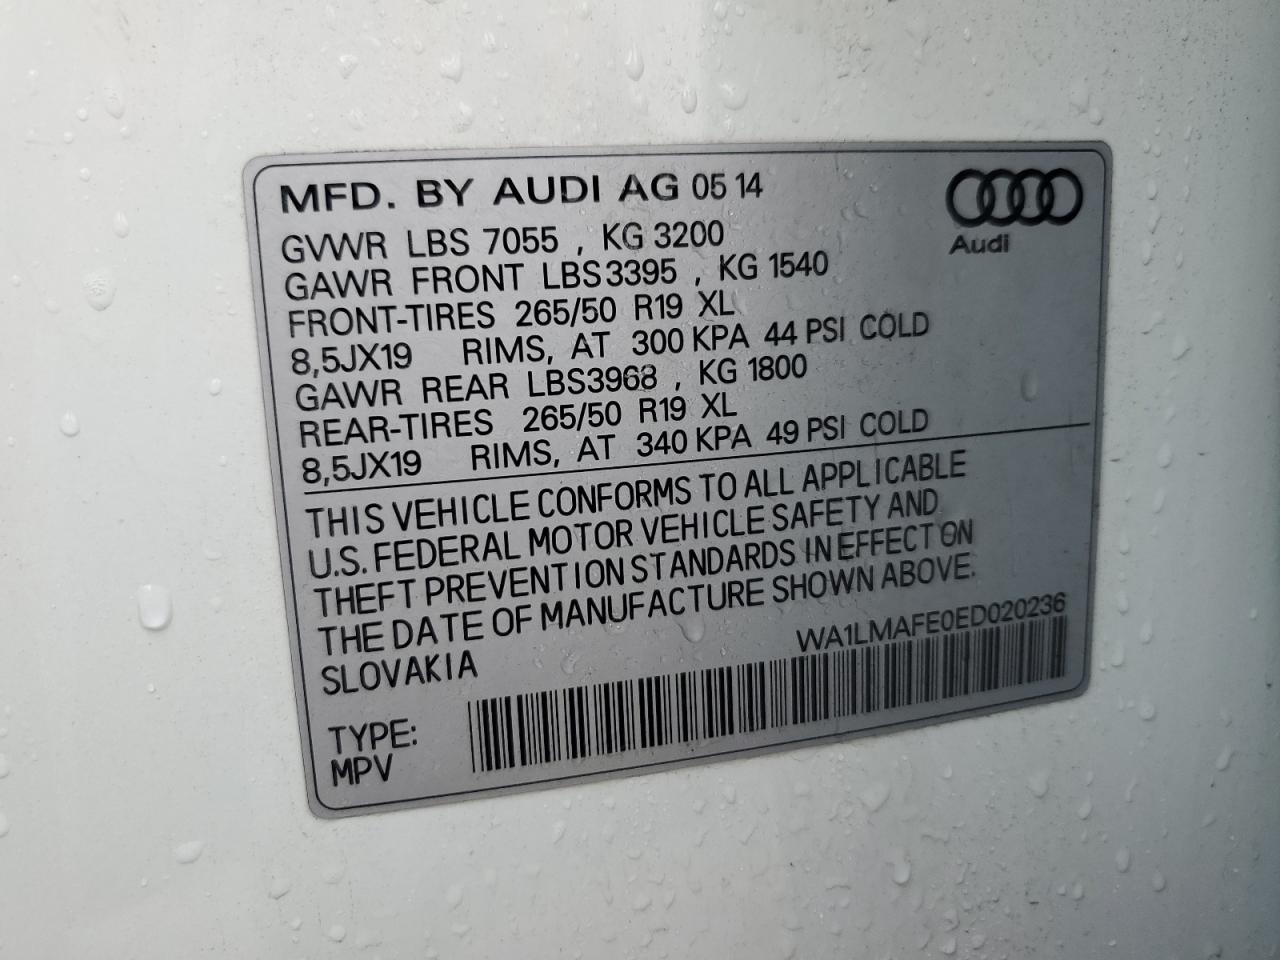 MFD. BY AUDI AG 05 14
Audi
GVWR LBS 7055 , KG 3200
GAWR FRONT LBS3395 , KG 1540
FRONT-TIRES 265/50 R19 XL
8,5JX19 RIMS, AT 300 KPA 44 PSI COLD
GAWR REAR LBS3968 , KG 1800
REAR-TIRES 265/50 R19 XL
8,5JX19 RIMS, AT 340 KPA 49 PSI COLD
THIS VEHICLE CONFORMS TO ALL APPLICABLE
U.S. FEDERAL MOTOR VEHICLE SAFETY AND
THEFT PREVENTION STANDARDS IN EFFECT ON
THE DATE OF MANUFACTURE SHOWN ABOVE.
SLOVAKIA
WA1LMAFE0ED020236
TYPE:
MPV